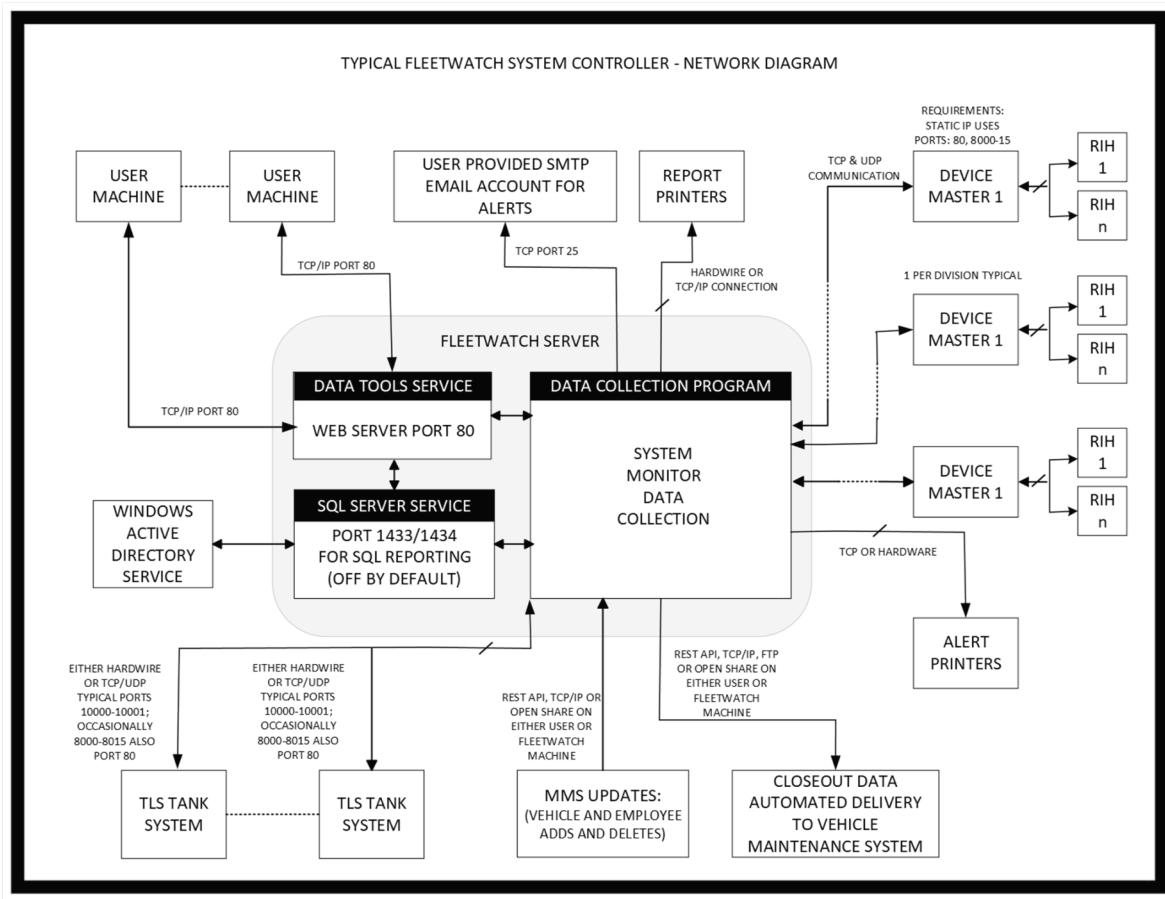 TYPICAL FLEETWATCH SYSTEM CONTROLLER - NETWORK DIAGRAM
REQUIREMENTS:
STATIC IP USES
PORTS: 80, 8000-15
USER
MACHINE
USER
MACHINE
USER PROVIDED SMTP
EMAIL ACCOUNT FOR
ALERTS
REPORT
PRINTERS
TCP & UDP
COMMUNICATION
DEVICE
MASTER 1
RIH
1
RIH
n
TCP/IP PORT 80
TCP PORT 25
HARDWIRE OR
TCP/IP CONNECTION
1 PER DIVISION TYPICAL
DEVICE
MASTER 1
RIH
1
RIH
n
FLEETWATCH SERVER
DATA TOOLS SERVICE
WEB SERVER PORT 80
TCP/IP PORT 80
DATA COLLECTION PROGRAM
SYSTEM
MONITOR
DATA
COLLECTION
DEVICE
MASTER 1
RIH
1
RIH
n
SQL SERVER SERVICE
PORT 1433/1434
FOR SQL REPORTING
(OFF BY DEFAULT)
WINDOWS
ACTIVE
DIRECTORY
SERVICE
TCP OR HARDWARE
ALERT
PRINTERS
EITHER HARDWIRE
OR TCP/UDP
TYPICAL PORTS
10000-10001;
OCCASIONALLY
8000-8015 ALSO
PORT 80
EITHER HARDWIRE
OR TCP/UDP
TYPICAL PORTS
10000-10001;
OCCASIONALLY
8000-8015 ALSO
PORT 80
REST API, TCP/IP OR
OPEN SHARE ON
EITHER USER OR
FLEETWATCH
MACHINE
REST API, TCP/IP, FTP
OR OPEN SHARE ON
EITHER USER OR
FLEETWATCH
MACHINE
TLS TANK
SYSTEM
TLS TANK
SYSTEM
MMS UPDATES:
(VEHICLE AND EMPLOYEE
ADDS AND DELETES)
CLOSEOUT DATA
AUTOMATED DELIVERY
TO VEHICLE
MAINTENANCE SYSTEM